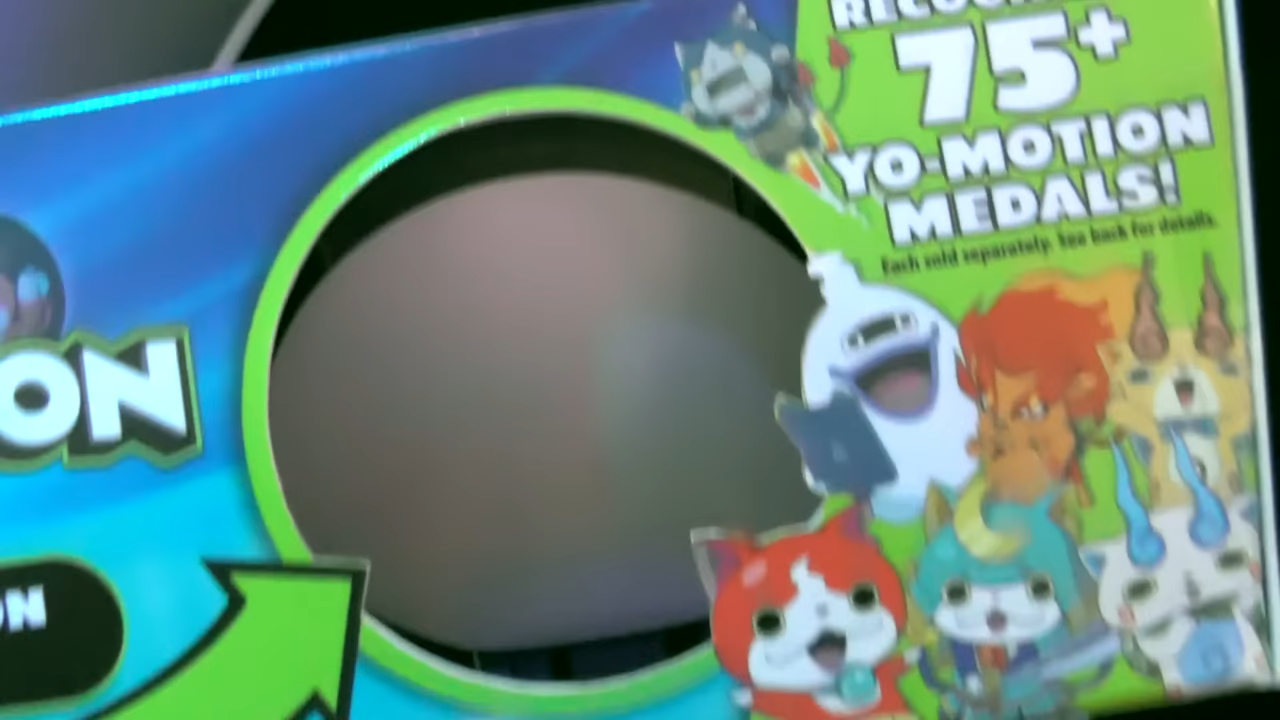 75+
YO-MOTION
MEDALS!
Each sold separately. See back for details.
ON
ON